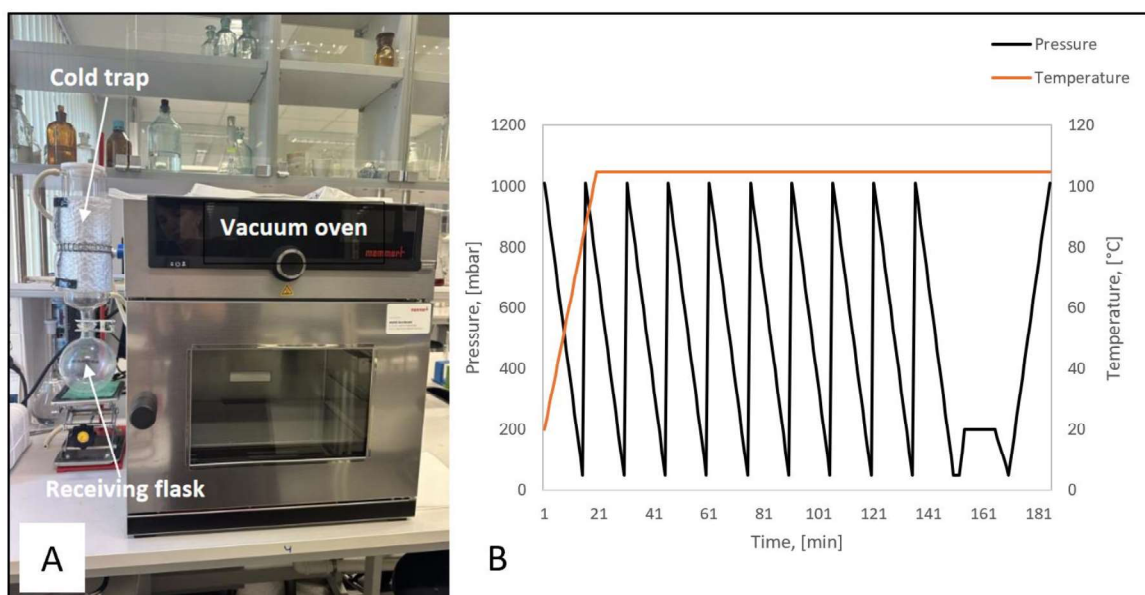 Cold trap
Vacuum oven
memmert
Receiving flask
A
Pressure
Temperature
1200
1000
800
600
400
200
0
Pressure, [mbar]
120
100
80
60
40
20
0
Temperature, [°C]
1 21 41 61 81 101 121 141 161 181
Time, [min]
B